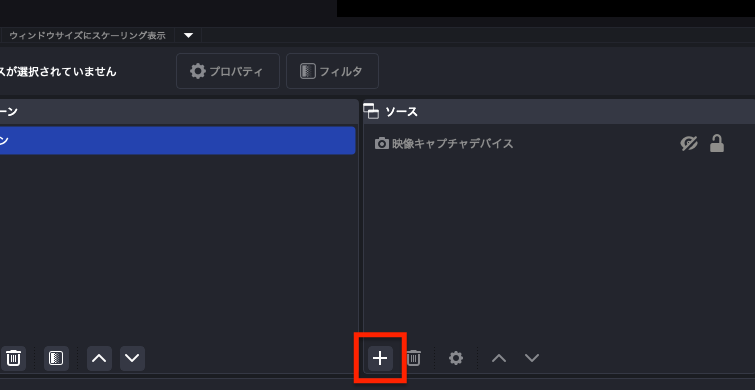 ウィンドウサイズにスケーリング表示
スが選択されていません
プロパティ
フィルタ
ーン
ソース
ン
映像キャプチャデバイス